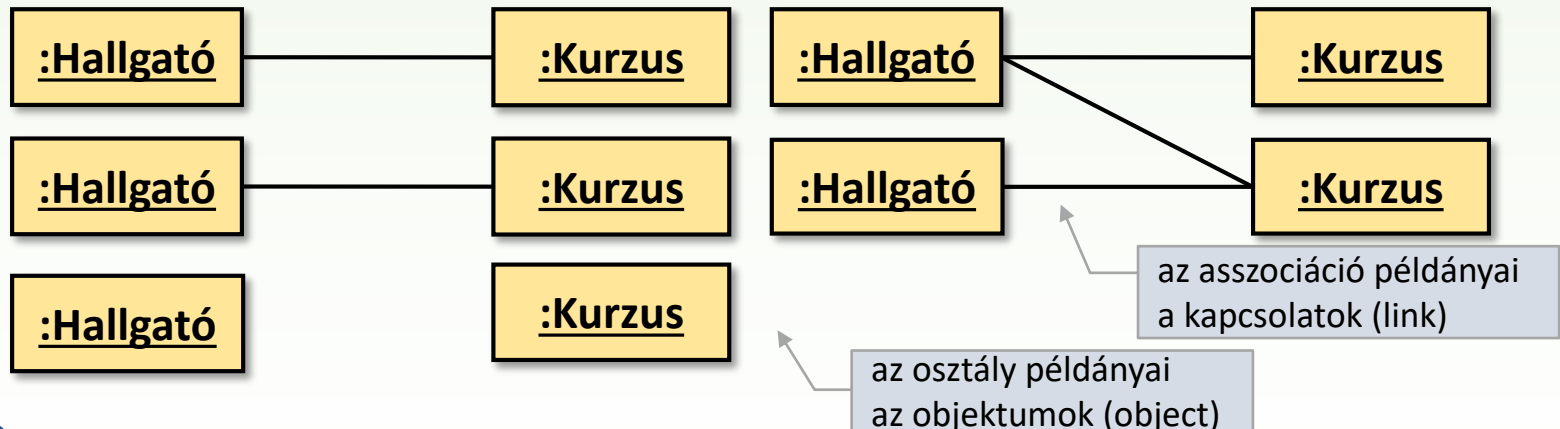 :Hallgató :Kurzus :Hallgató :Kurzus
:Hallgató :Kurzus :Hallgató :Kurzus
:Hallgató :Kurzus
az asszociáció példányai
a kapcsolatok (link)
az osztály példányai
az objektumok (object)